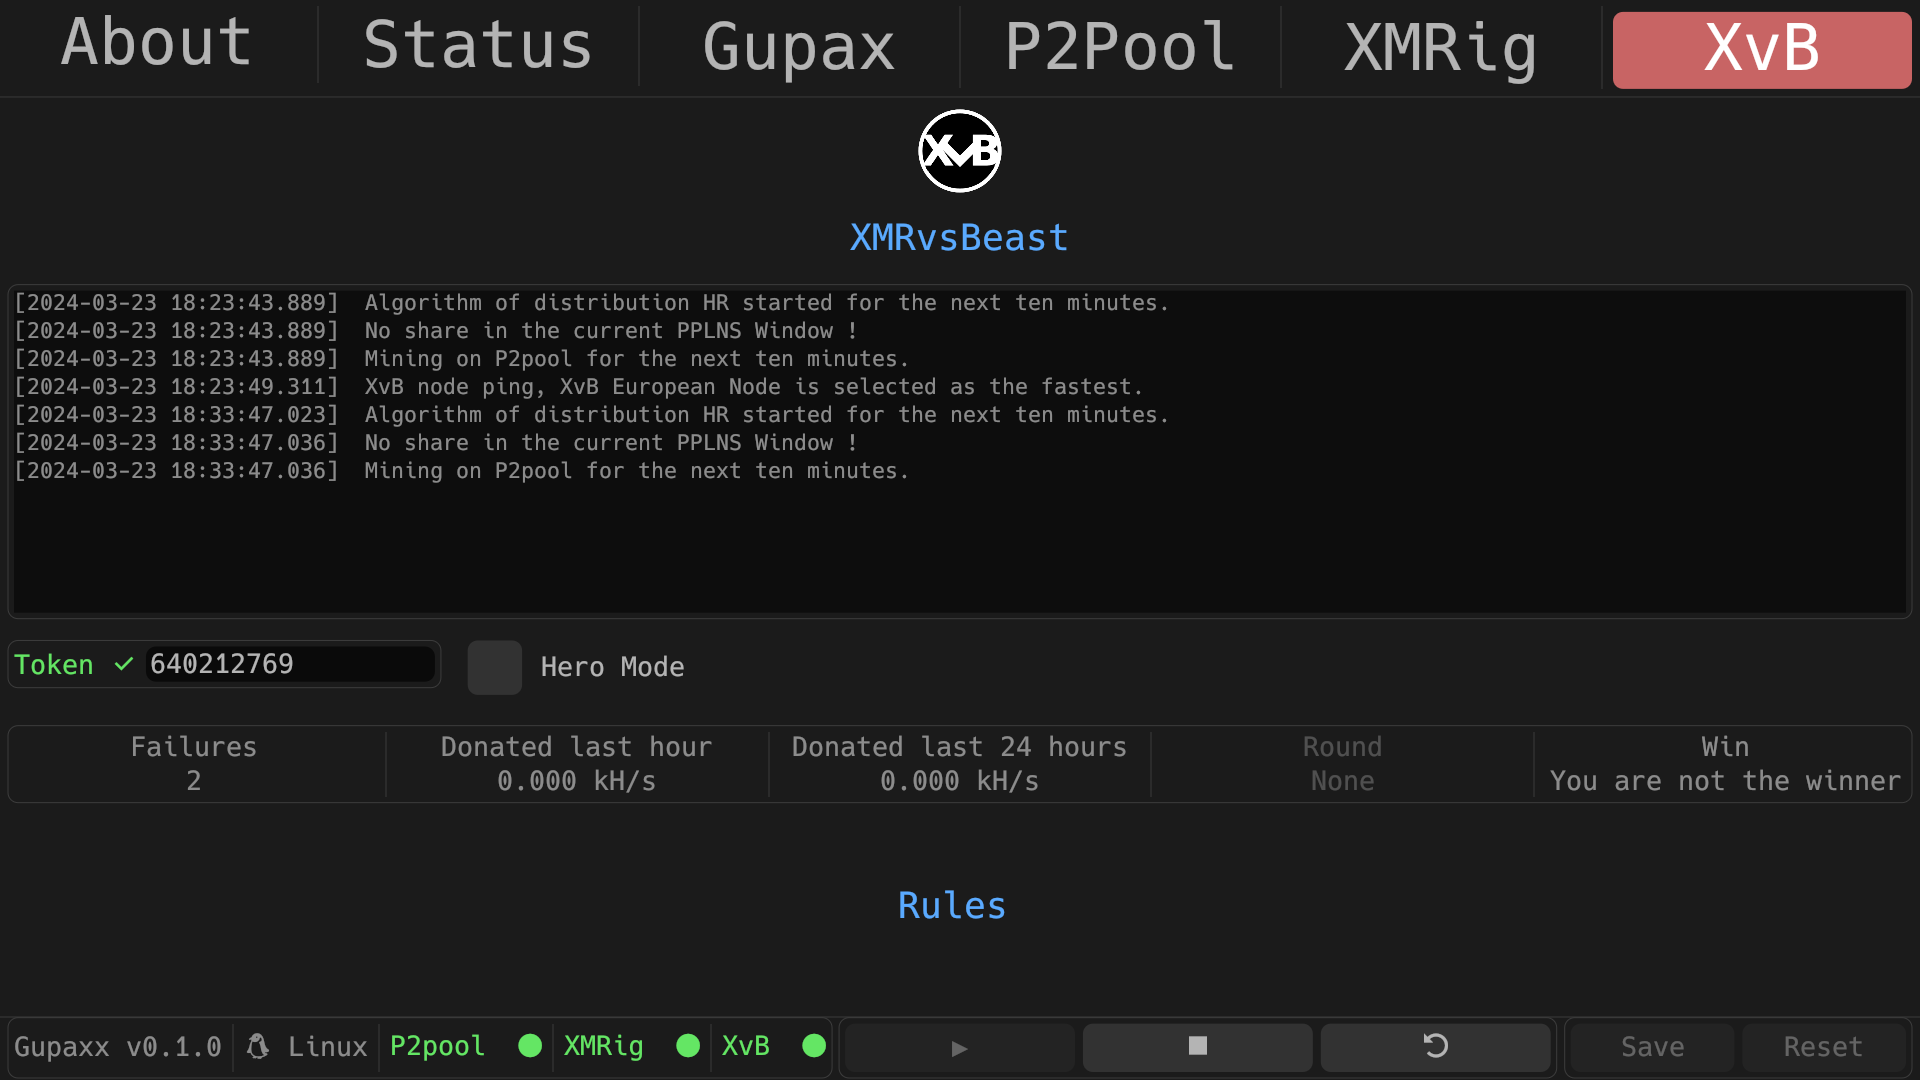 About Status Gupax P2Pool XMRig XvB
XvB
XMRvsBeast
[2024-03-23 18:23:43.889] Algorithm of distribution HR started for the next ten minutes.
[2024-03-23 18:23:43.889] No share in the current PPLNS Window !
[2024-03-23 18:23:43.889] Mining on P2pool for the next ten minutes.
[2024-03-23 18:23:49.311] XvB node ping, XvB European Node is selected as the fastest.
[2024-03-23 18:33:47.023] Algorithm of distribution HR started for the next ten minutes.
[2024-03-23 18:33:47.036] No share in the current PPLNS Window !
[2024-03-23 18:33:47.036] Mining on P2pool for the next ten minutes.
Token ✓ 640212769 Hero Mode
Failures Donated last hour Donated last 24 hours Round Win
2 0.000 kH/s 0.000 kH/s None You are not the winner
Rules
Gupaxx v0.1.0 Linux P2pool XMRig XvB Save Reset